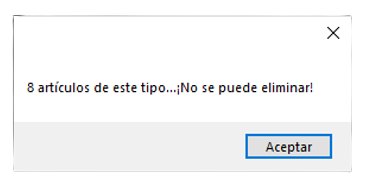 8 artículos de este tipo...¡No se puede eliminar!
Aceptar